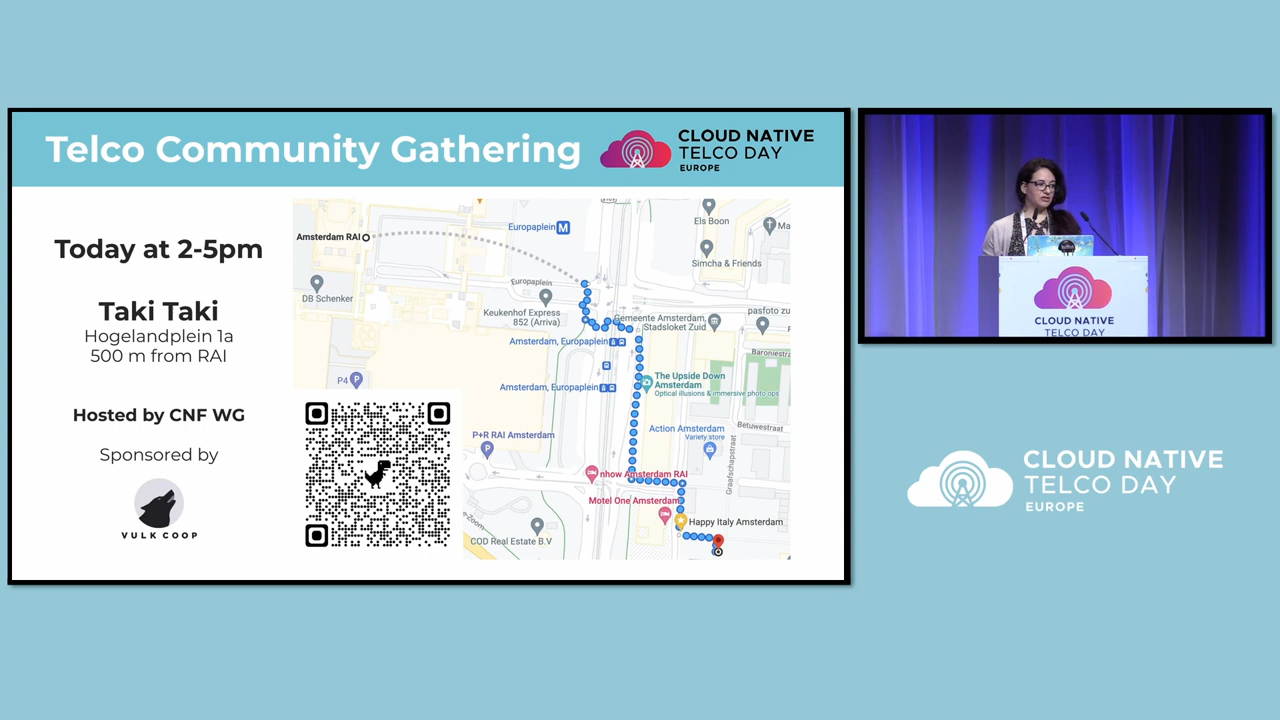 Telco Community Gathering
CLOUD NATIVE
TELCO DAY
EUROPE
Today at 2-5pm
Taki Taki
Hogelandplein 1a
500 m from RAI
Hosted by CNF WG
Sponsored by
VULK COOP
Amsterdam RAI
Europaplein
M
Els Boon
Ma
Simcha & Friends
DB Schenker
Europaplein
Keukenhof Express
852 (Arriva)
Gemeente Amsterdam,
Stadsloket Zuid
pasfoto zu
Amsterdam, Europaplein
Baroniestra
P4
P
The Upside Down
Amsterdam
Optical illusions & immersive photo ops
Amsterdam, Europaplein
Betuwestraat
Action Amsterdam
Variety store
P+R RAI Amsterdam
P
Graafschapstraat
nhow Amsterdam RAI
Motel One Amsterdam
Happy Italy Amsterdam
COD Real Estate B.V
CLOUD NATIVE
TELCO DAY
CLOUD NATIVE
TELCO DAY
EUROPE